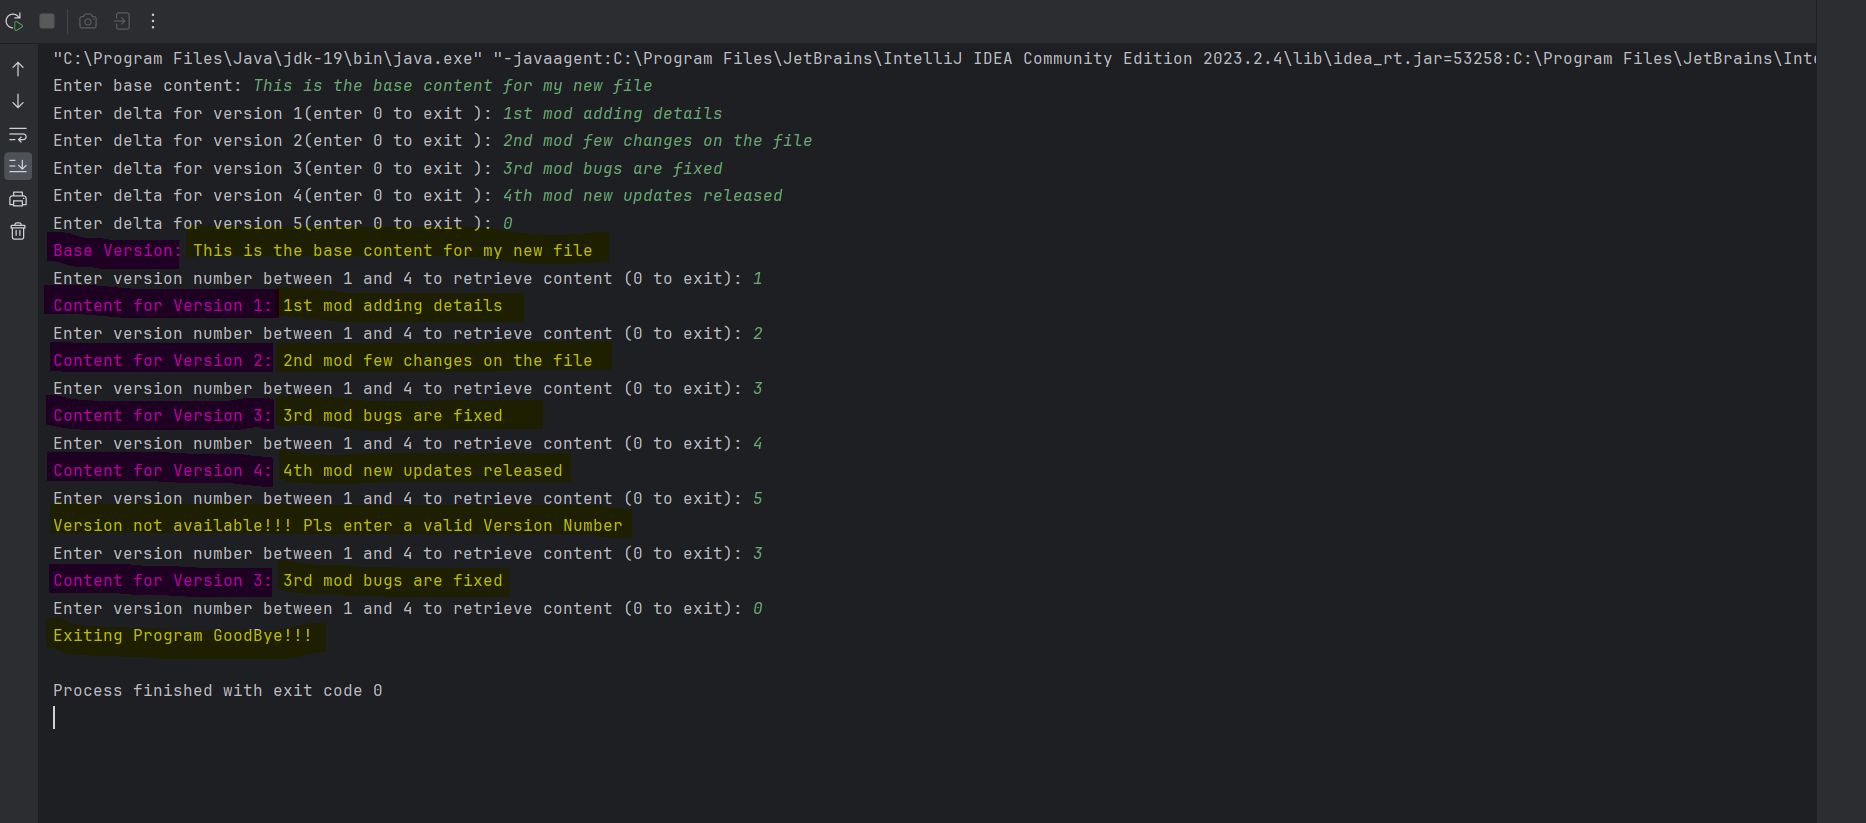 "C:\Program Files\Java\jdk-19\bin\java.exe" "-javaagent:C:\Program Files\JetBrains\IntelliJ IDEA Community Edition 2023.2.4\lib\idea_rt.jar=53258:C:\Program Files\JetBrains\Inte
Enter base content: This is the base content for my new file
Enter delta for version 1(enter 0 to exit ): 1st mod adding details
Enter delta for version 2(enter 0 to exit ): 2nd mod few changes on the file
Enter delta for version 3(enter 0 to exit ): 3rd mod bugs are fixed
Enter delta for version 4(enter 0 to exit ): 4th mod new updates released
Enter delta for version 5(enter 0 to exit ): 0
Base Version: This is the base content for my new file
Enter version number between 1 and 4 to retrieve content (0 to exit): 1
Content for Version 1: 1st mod adding details
Enter version number between 1 and 4 to retrieve content (0 to exit): 2
Content for Version 2: 2nd mod few changes on the file
Enter version number between 1 and 4 to retrieve content (0 to exit): 3
Content for Version 3: 3rd mod bugs are fixed
Enter version number between 1 and 4 to retrieve content (0 to exit): 4
Content for Version 4: 4th mod new updates released
Enter version number between 1 and 4 to retrieve content (0 to exit): 5
Version not available!!! Pls enter a valid Version Number
Enter version number between 1 and 4 to retrieve content (0 to exit): 3
Content for Version 3: 3rd mod bugs are fixed
Enter version number between 1 and 4 to retrieve content (0 to exit): 0
Exiting Program GoodBye!!!
Process finished with exit code 0